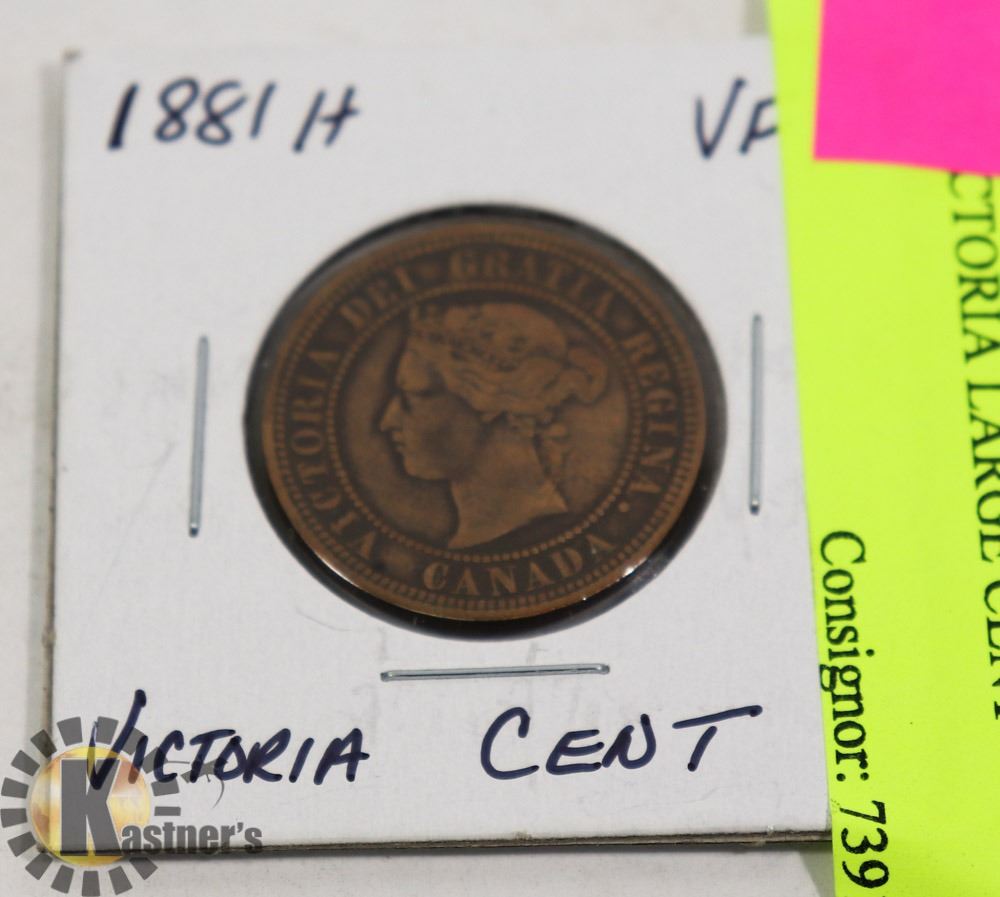 1881 H VF
VICTORIA DEI GRATIA REGINA.
CANADA
VICTORIA CENT
CTORIA LARGE CENT
Consignor: 739
Kastner's